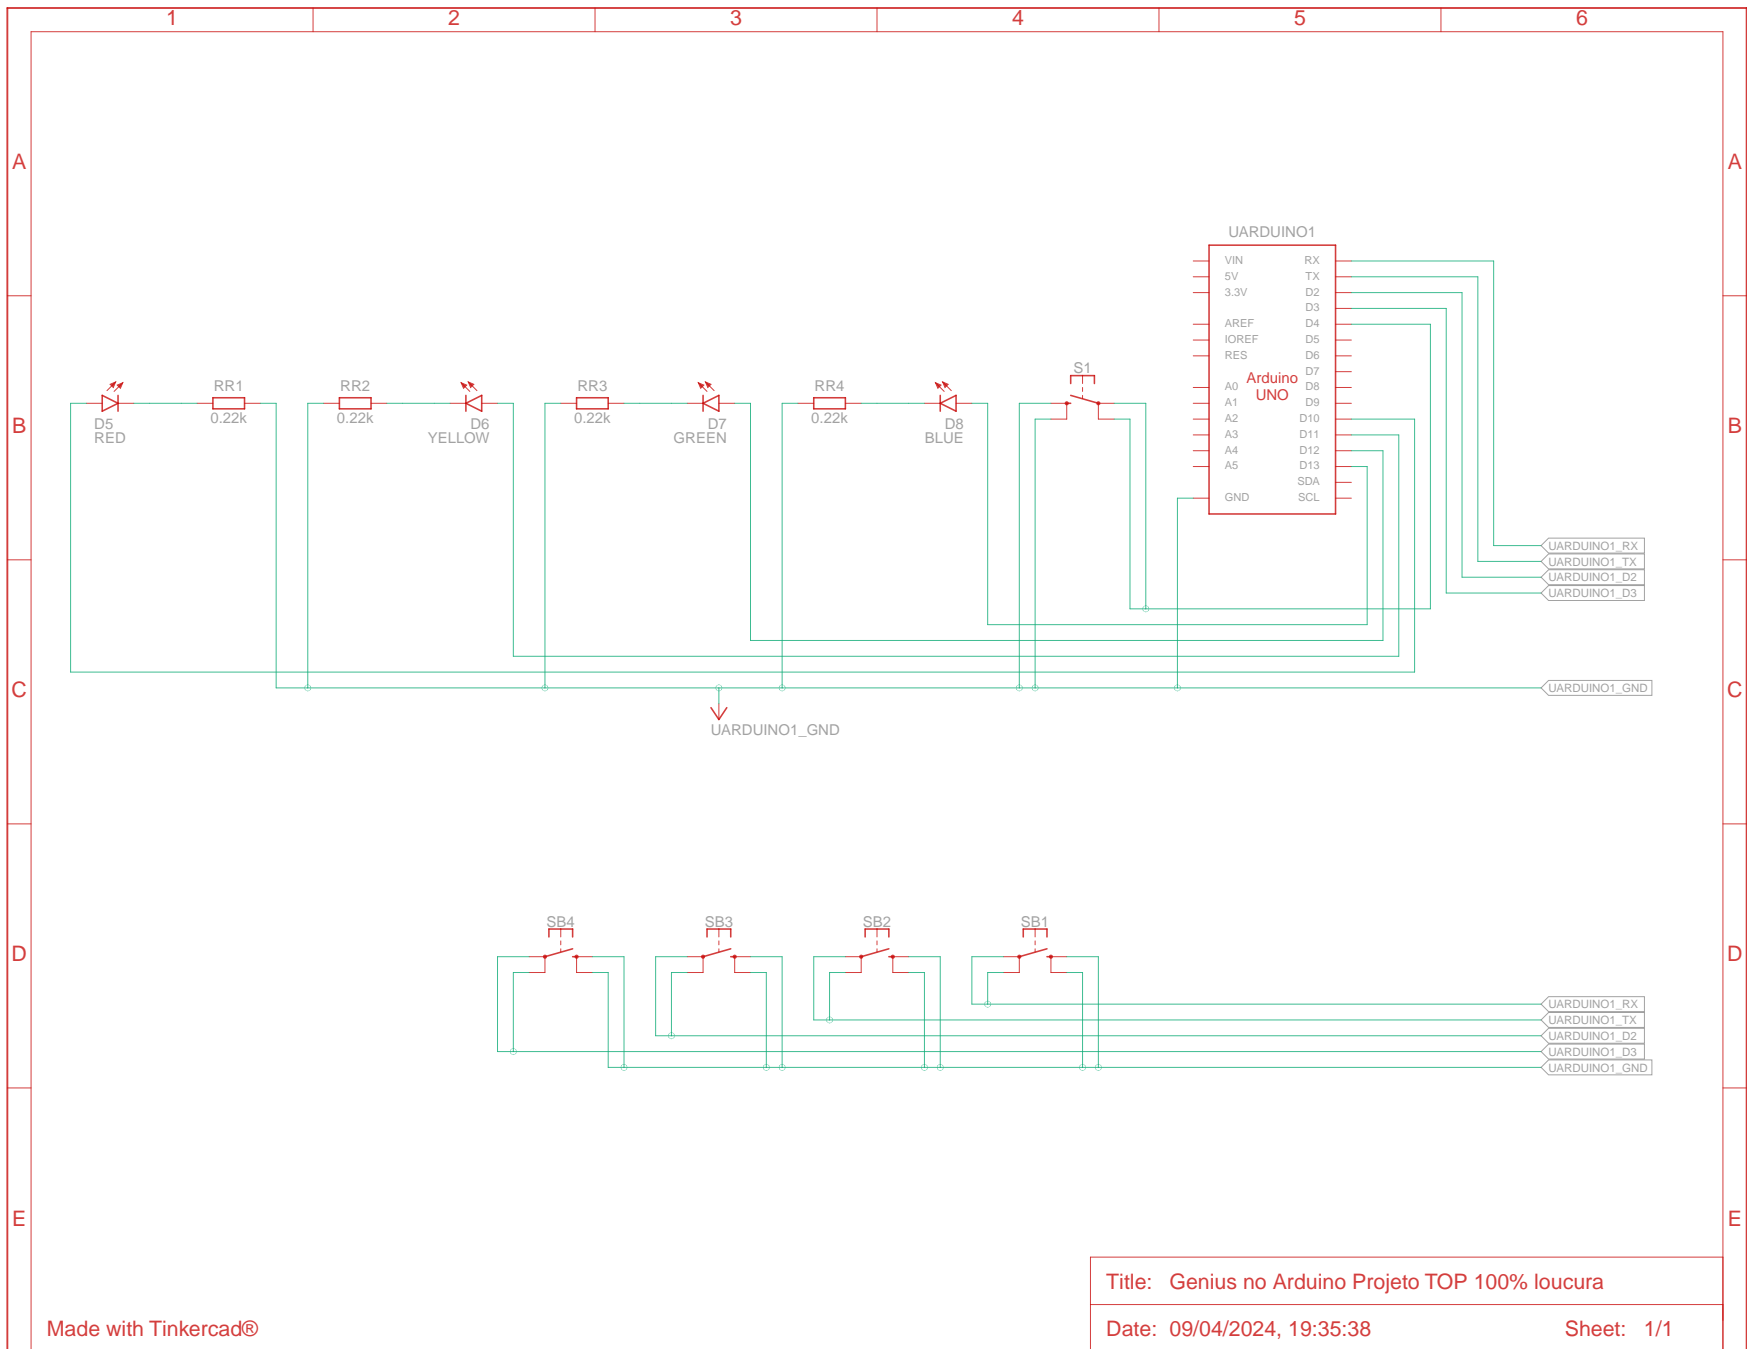 1 2 3 4 5 6
A A
UARDUINO1
VIN RX
5V TX
3.3V D2
D3
AREF D4
IOREF D5
RES D6
D7
Arduino
UNO
A0 D8
A1 D9
A2 D10
A3 D11
A4 D12
A5 D13
SDA
GND SCL
S1
RR1 RR2 RR3 RR4
0.22k 0.22k 0.22k 0.22k
B B
D5 D6 D7 D8
RED YELLOW GREEN BLUE
UARDUINO1_RX
UARDUINO1_TX
UARDUINO1_D2
UARDUINO1_D3
C C
UARDUINO1_GND
UARDUINO1_GND
SB4 SB3 SB2 SB1
D D
UARDUINO1_RX
UARDUINO1_TX
UARDUINO1_D2
UARDUINO1_D3
UARDUINO1_GND
E E
Title: Genius no Arduino Projeto TOP 100% loucura
Made with Tinkercad®
Date: 09/04/2024, 19:35:38 Sheet: 1/1